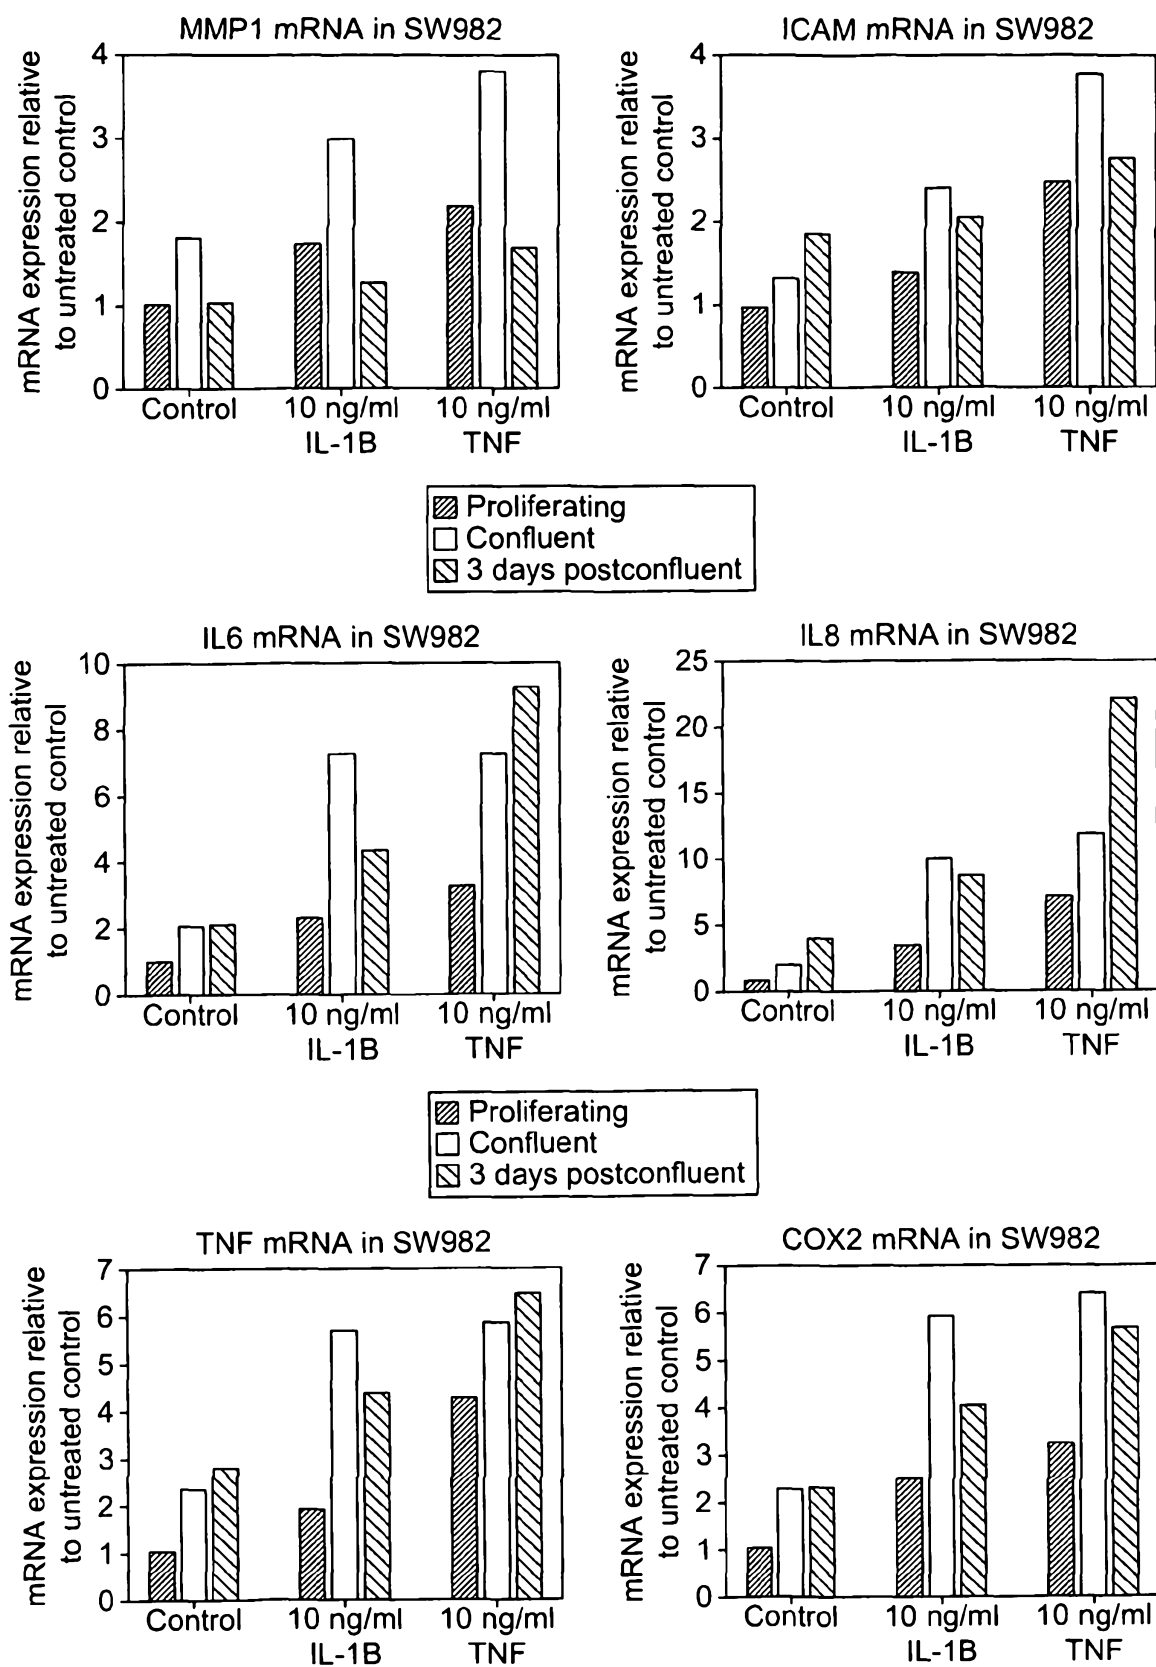 MMP1 mRNA in SW982
mRNA expression relative
to untreated control
4
3
2
1
0
Control
10 ng/ml
IL-1B
10 ng/ml
TNF
ICAM mRNA in SW982
mRNA expression relative
to untreated control
4
3
2
1
0
Control
10 ng/ml
IL-1B
10 ng/ml
TNF
Proliferating
Confluent
3 days postconfluent
IL6 mRNA in SW982
mRNA expression relative
to untreated control
10
8
6
4
2
0
Control
10 ng/ml
IL-1B
10 ng/ml
TNF
IL8 mRNA in SW982
mRNA expression relative
to untreated control
25
20
15
10
5
0
Control
10 ng/ml
IL-1B
10 ng/ml
TNF
Proliferating
Confluent
3 days postconfluent
TNF mRNA in SW982
mRNA expression relative
to untreated control
7
6
5
4
3
2
1
0
Control
10 ng/ml
IL-1B
10 ng/ml
TNF
COX2 mRNA in SW982
mRNA expression relative
to untreated control
7
6
5
4
3
2
1
0
Control
10 ng/ml
IL-1B
10 ng/ml
TNF